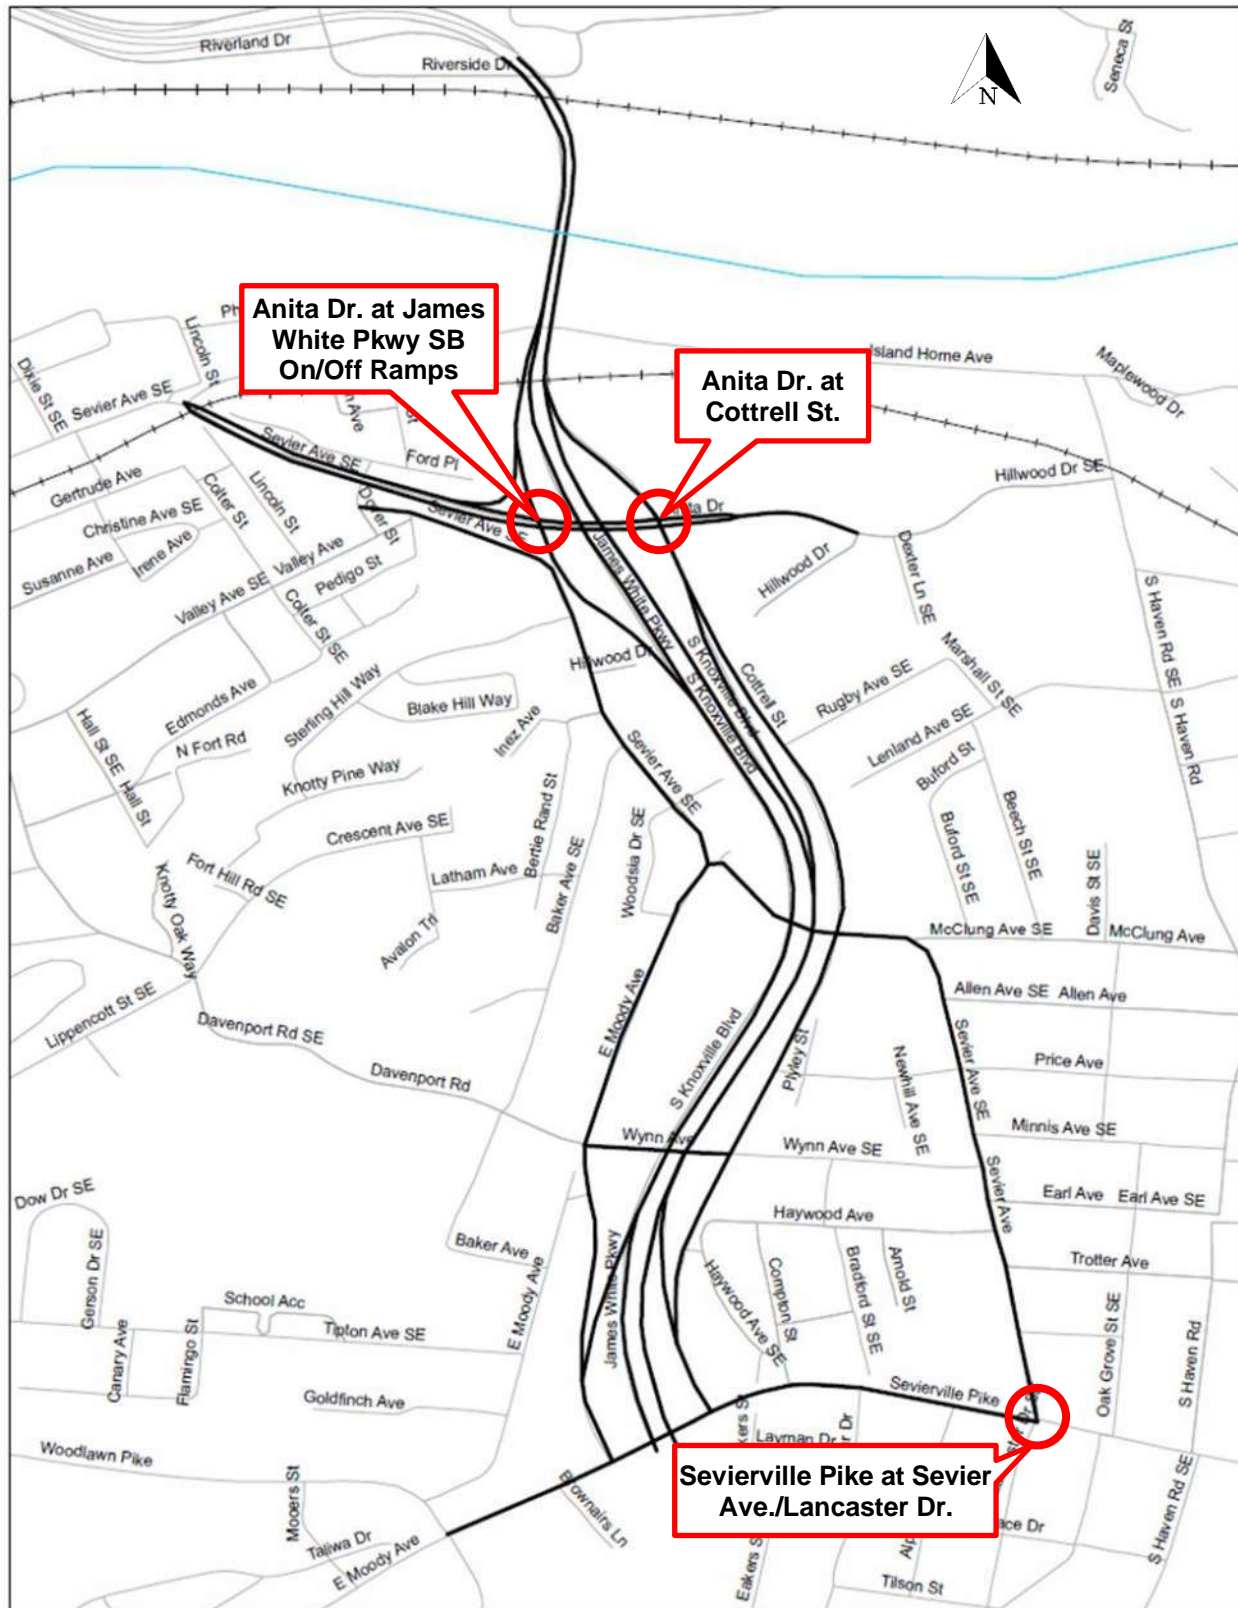 Riverland Dr
Riverside Dr
Seneca St
N
Anita Dr. at James
White Pkwy SB
On/Off Ramps
Anita Dr. at
Cottrell St.
Island Home Ave
Maplewood Dr
Lincoln St
Dixie St SE
Sevier Ave SE
Sevier Ave SE
Ford Pl
Hillwood Dr SE
Gertrude Ave
Colter St
Lincoln St
Dover St
Sevier Ave SE
Christine Ave SE
Irene Ave
Susanne Ave
Valley Ave
Valley Ave SE
Pedigo St
Colter St SE
James White Pkwy
Hillwood Dr
Dexter Ln SE
S Haven Rd SE
S Haven Rd
Marshall St SE
Hillwood Dr
S Knoxville Blvd
S Knoxville Blvd
Cottrell St
Rugby Ave SE
Lenland Ave SE
Edmonds Ave
Sterling Hill Way
Blake Hill Way
Inez Ave
Hall St SE
Hall St
N Fort Rd
Knotty Pine Way
Sevier Ave SE
Buford St
Buford St SE
Beech St SE
Crescent Ave SE
Bertie Rand St
Baker Ave SE
Woodsia Dr SE
Fort Hill Rd SE
Latham Ave
Knotty Oak Way
Avalon Trl
Davis St SE
McClung Ave SE
McClung Ave
Lippencott St SE
Davenport Rd SE
Davenport Rd
E Moody Ave
S Knoxville Blvd
Plyley St
Allen Ave SE
Allen Ave
Sevier Ave SE
Newhill Ave SE
Price Ave
Minnis Ave SE
Wynn Ave
Wynn Ave SE
Sevier Ave
Earl Ave
Earl Ave SE
Dow Dr SE
Gerson Dr SE
Haywood Ave
Baker Ave
E Moody Ave
James White Pkwy
Haywood Ave SE
Compton St
Bradford St SE
Arnold St
Trotter Ave
School Acc
Tipton Ave SE
Canary Ave
Flamingo St
Goldfinch Ave
Oak Grove St SE
S Haven Rd
Sevierville Pike
Layman Dr
Woodlawn Pike
Mooers St
Taliwa Dr
E Moody Ave
Brownairs Ln
Sevierville Pike at Sevier
Ave./Lancaster Dr.
S Haven Rd SE
Tilson St